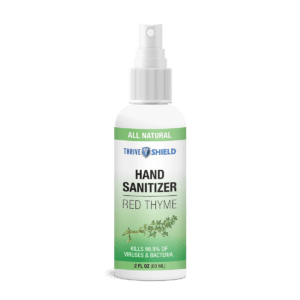 ALL NATURAL
THRIVE SHIELD
HAND
SANITIZER
RED THYME
KILLS 99.9% OF
VIRUSES & BACTERIA
2 FL OZ (60 ML)